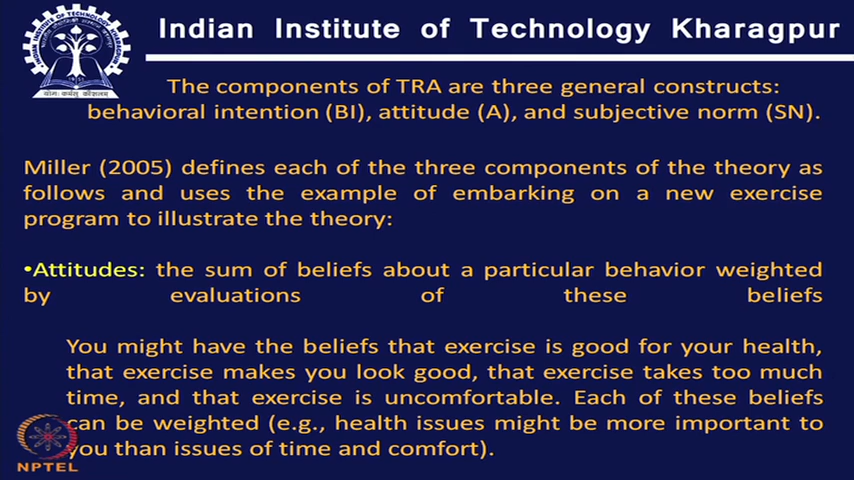 Indian Institute of Technology Kharagpur
The components of TRA are three general constructs:
behavioral intention (BI), attitude (A), and subjective norm (SN).
Miller (2005) defines each of the three components of the theory as
follows and uses the example of embarking on a new exercise
program to illustrate the theory:
•Attitudes: the sum of beliefs about a particular behavior weighted
by evaluations of these beliefs
You might have the beliefs that exercise is good for your health,
that exercise makes you look good, that exercise takes too much
time, and that exercise is uncomfortable. Each of these beliefs
can be weighted (e.g., health issues might be more important to
you than issues of time and comfort).
NPTEL